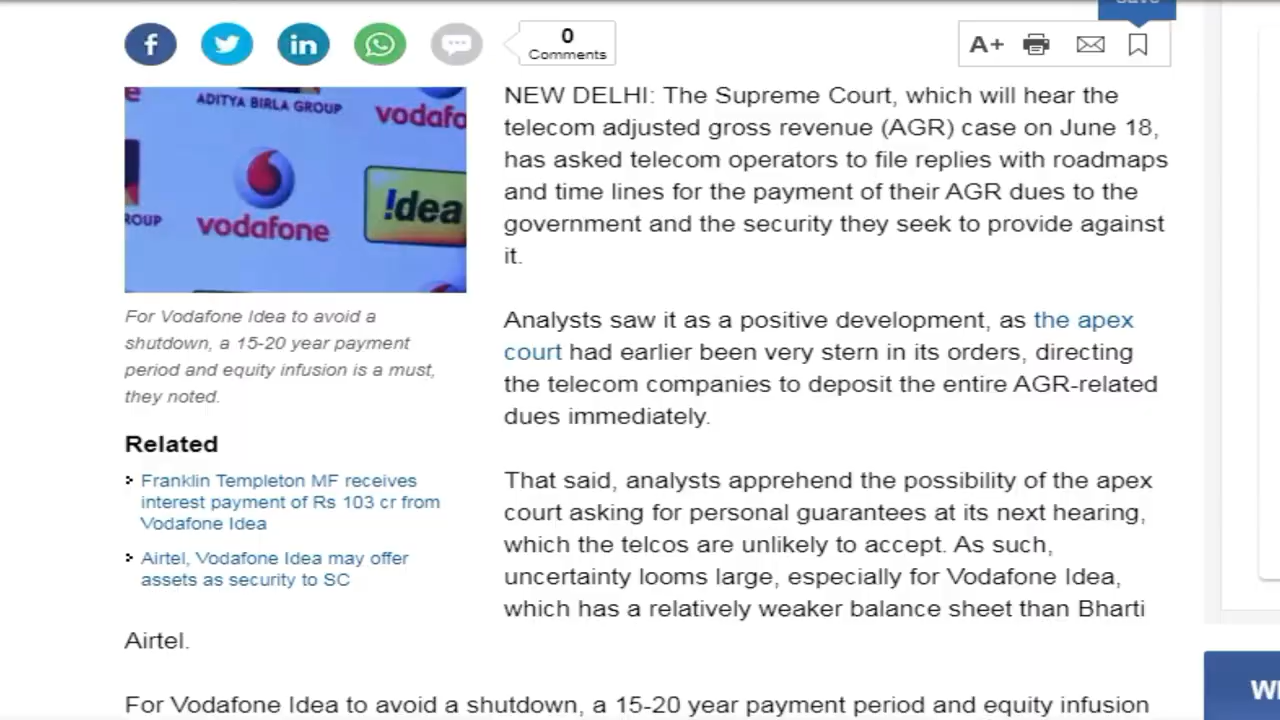 Save
0
Comments
A+
e
ADITYA BIRLA GROUP
vodafo
ROUP
vodafone
!dea
NEW DELHI: The Supreme Court, which will hear the
telecom adjusted gross revenue (AGR) case on June 18,
has asked telecom operators to file replies with roadmaps
and time lines for the payment of their AGR dues to the
government and the security they seek to provide against
it.
For Vodafone Idea to avoid a
shutdown, a 15-20 year payment
period and equity infusion is a must,
they noted.
Analysts saw it as a positive development, as the apex
court had earlier been very stern in its orders, directing
the telecom companies to deposit the entire AGR-related
dues immediately.
Related
Franklin Templeton MF receives
interest payment of Rs 103 cr from
Vodafone Idea
Airtel, Vodafone Idea may offer
assets as security to SC
That said, analysts apprehend the possibility of the apex
court asking for personal guarantees at its next hearing,
which the telcos are unlikely to accept. As such,
uncertainty looms large, especially for Vodafone Idea,
which has a relatively weaker balance sheet than Bharti
Airtel.
For Vodafone Idea to avoid a shutdown, a 15-20 year payment period and equity infusion